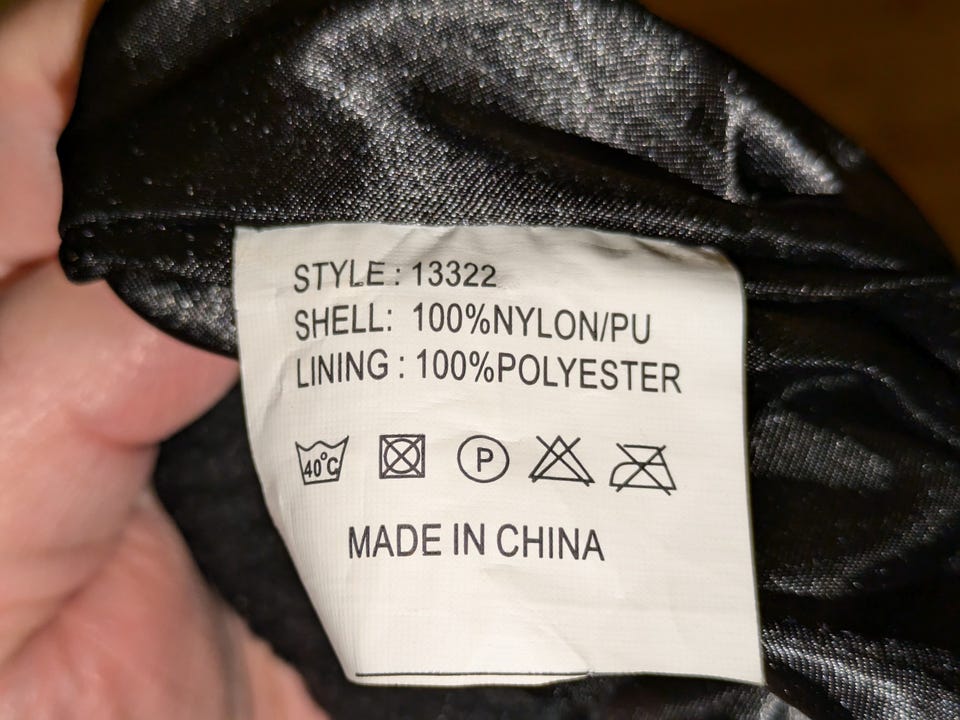 STYLE : 13322
SHELL: 100%NYLON/PU
LINING : 100%POLYESTER
40°C P
MADE IN CHINA